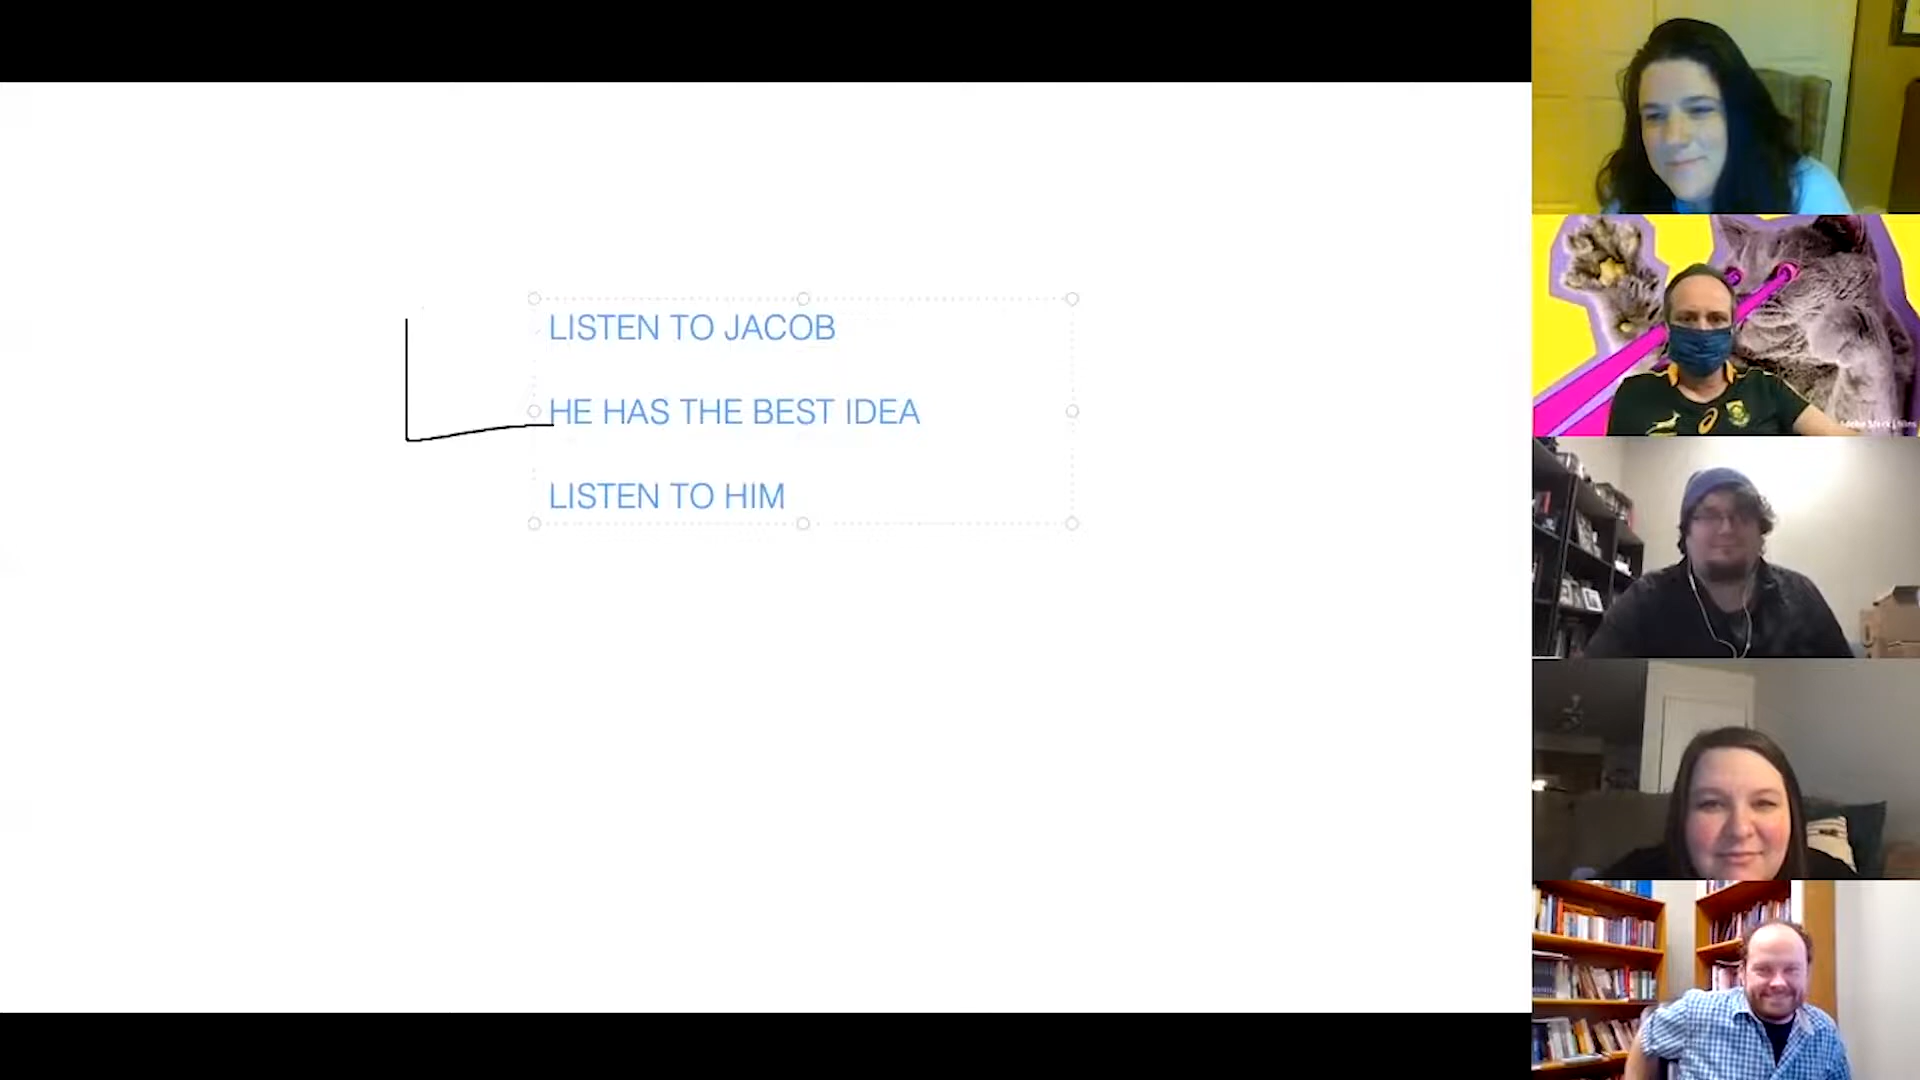 LISTEN TO JACOB
HE HAS THE BEST IDEA
LISTEN TO HIM